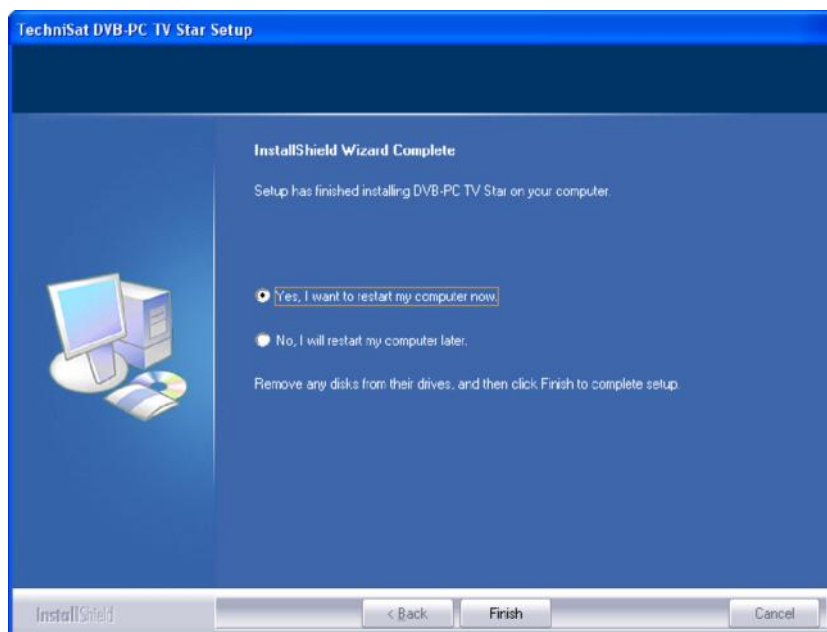 TechniSat DVB-PC TV Star Setup
InstallShield Wizard Complete
Setup has finished installing DVB-PC TV Star on your computer.
Yes, I want to restart my computer now.
No, I will restart my computer later.
Remove any disks from their drives, and then click Finish to complete setup.
InstallShield
< Back
Finish
Cancel